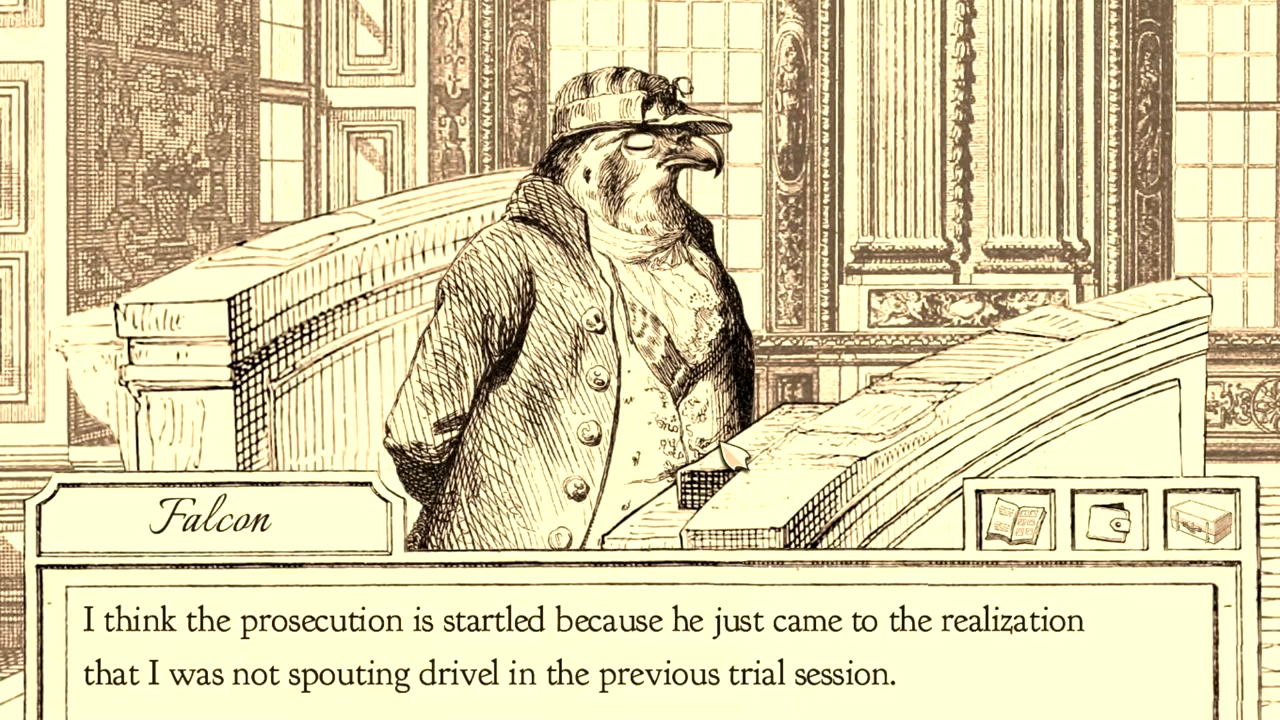 Falcon
I think the prosecution is startled because he just came to the realization
that I was not spouting drivel in the previous trial session.